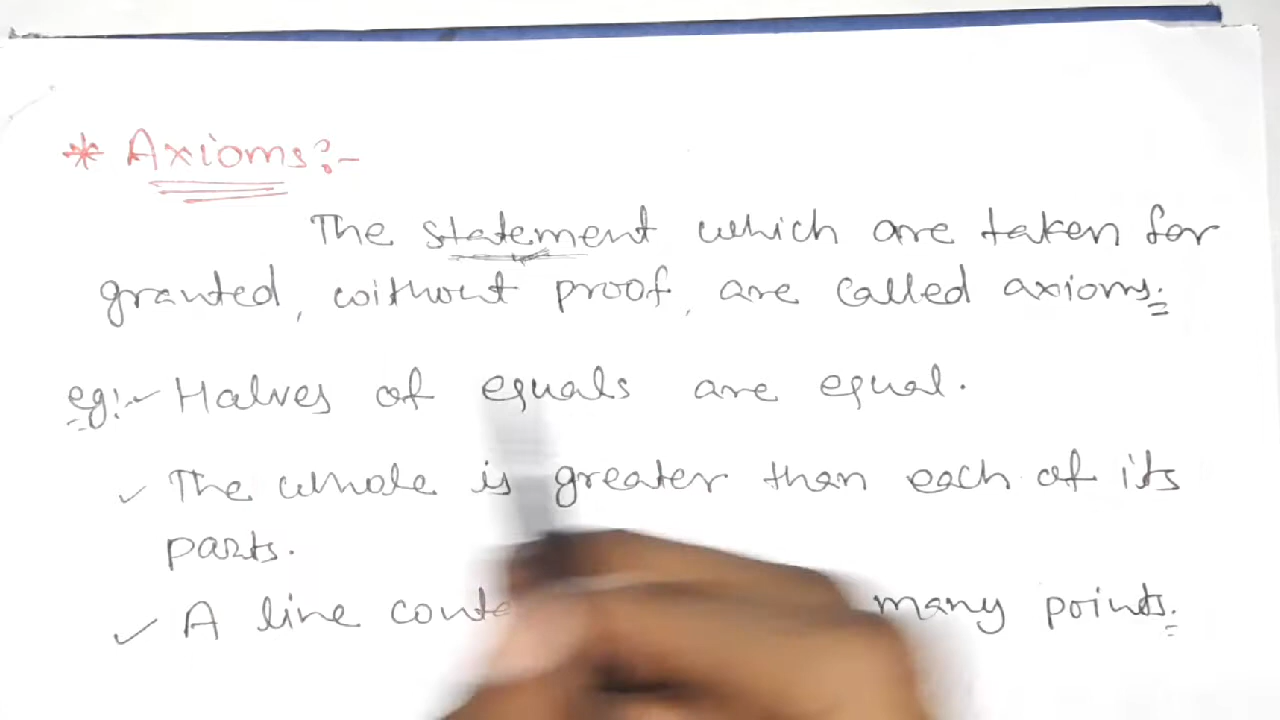 * Axioms:-
The statement which are taken for
granted, without proof, are called axioms.
eg:- Halves of equals are equal.
✓ The whole is greater than each of its
parts.
✓ A line many points.